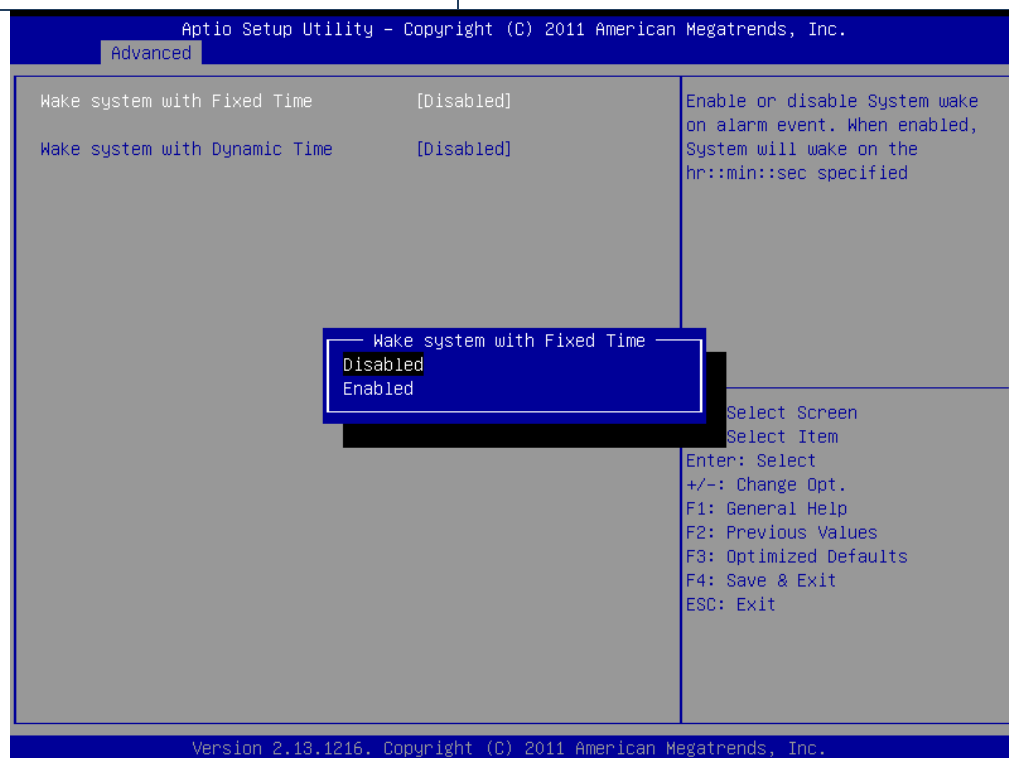 Aptio Setup Utility – Copyright (C) 2011 American Megatrends, Inc.
Advanced
Wake system with Fixed Time [Disabled]
Wake system with Dynamic Time [Disabled]
Enable or disable System wake
on alarm event. When enabled,
System will wake on the
hr::min::sec specified
Wake system with Fixed Time
Disabled
Enabled
Select Screen
Select Item
Enter: Select
+/-: Change Opt.
F1: General Help
F2: Previous Values
F3: Optimized Defaults
F4: Save & Exit
ESC: Exit
Version 2.13.1216. Copyright (C) 2011 American Megatrends, Inc.